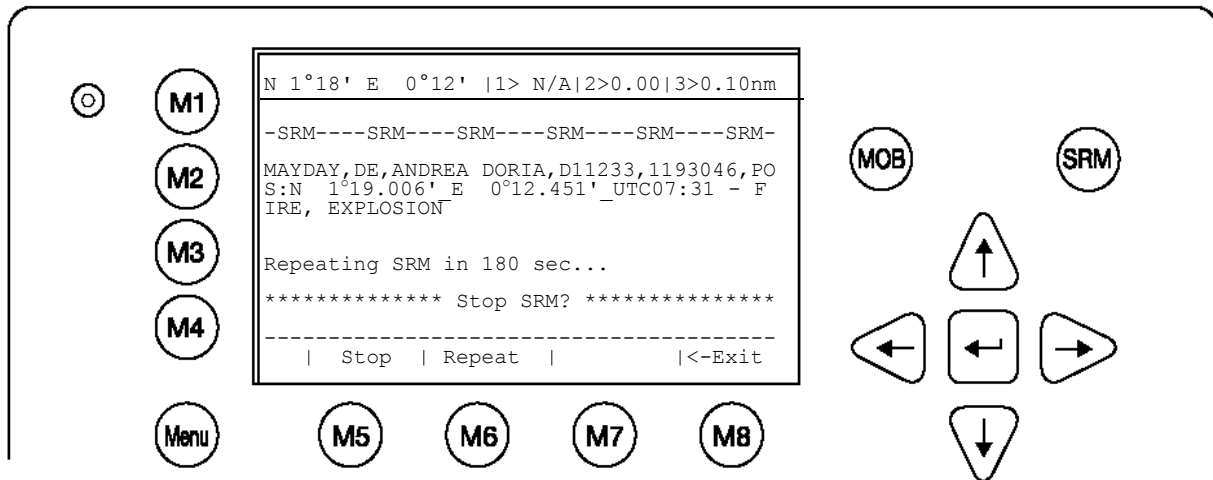 N 1°18' E  0°12' |1> N/A|2>0.00|3>0.10nm
-SRM----SRM----SRM----SRM----SRM----SRM-
MAYDAY,DE,ANDREA DORIA,D11233,1193046,PO
S:N  1°19.006'_E  0°12.451'_UTC07:31 - F
IRE, EXPLOSION
Repeating SRM in 180 sec...
************** Stop SRM? ***************
----------------------------------------
| Stop | Repeat | |<-Exit
M1
M2
M3
M4
Menu
M5
M6
M7
M8
MOB
SRM